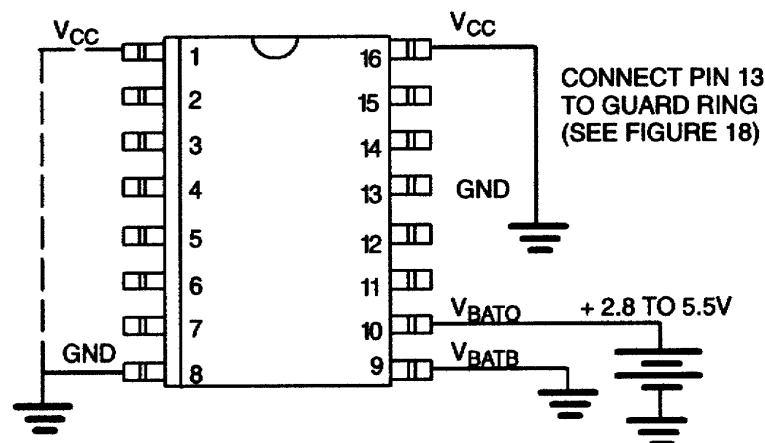 VCC
1
2
3
4
5
6
7
8
GND
16
15
14
13
12
11
10
9
VCC
CONNECT PIN 13
TO GUARD RING
(SEE FIGURE 18)
GND
VBATO
+ 2.8 TO 5.5V
VBATB